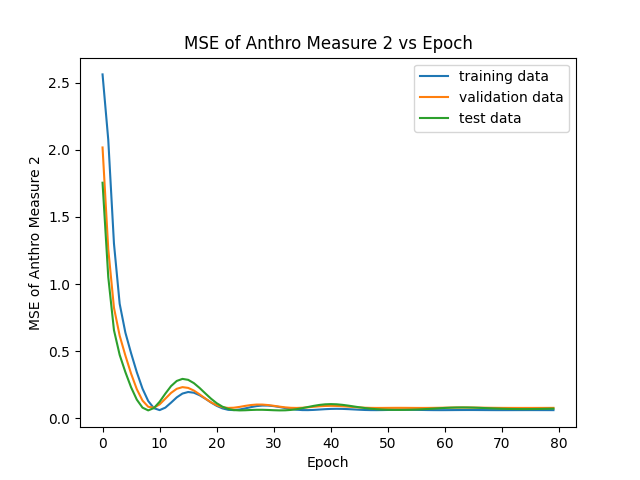 MSE of Anthro Measure 2 vs Epoch
training data
validation data
test data
MSE of Anthro Measure 2
2.5
2.0
1.5
1.0
0.5
0.0
0 10 20 30 40 50 60 70 80
Epoch